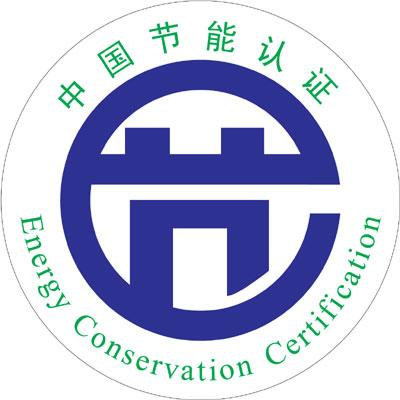 中国节能认证
Energy Conservation Certification